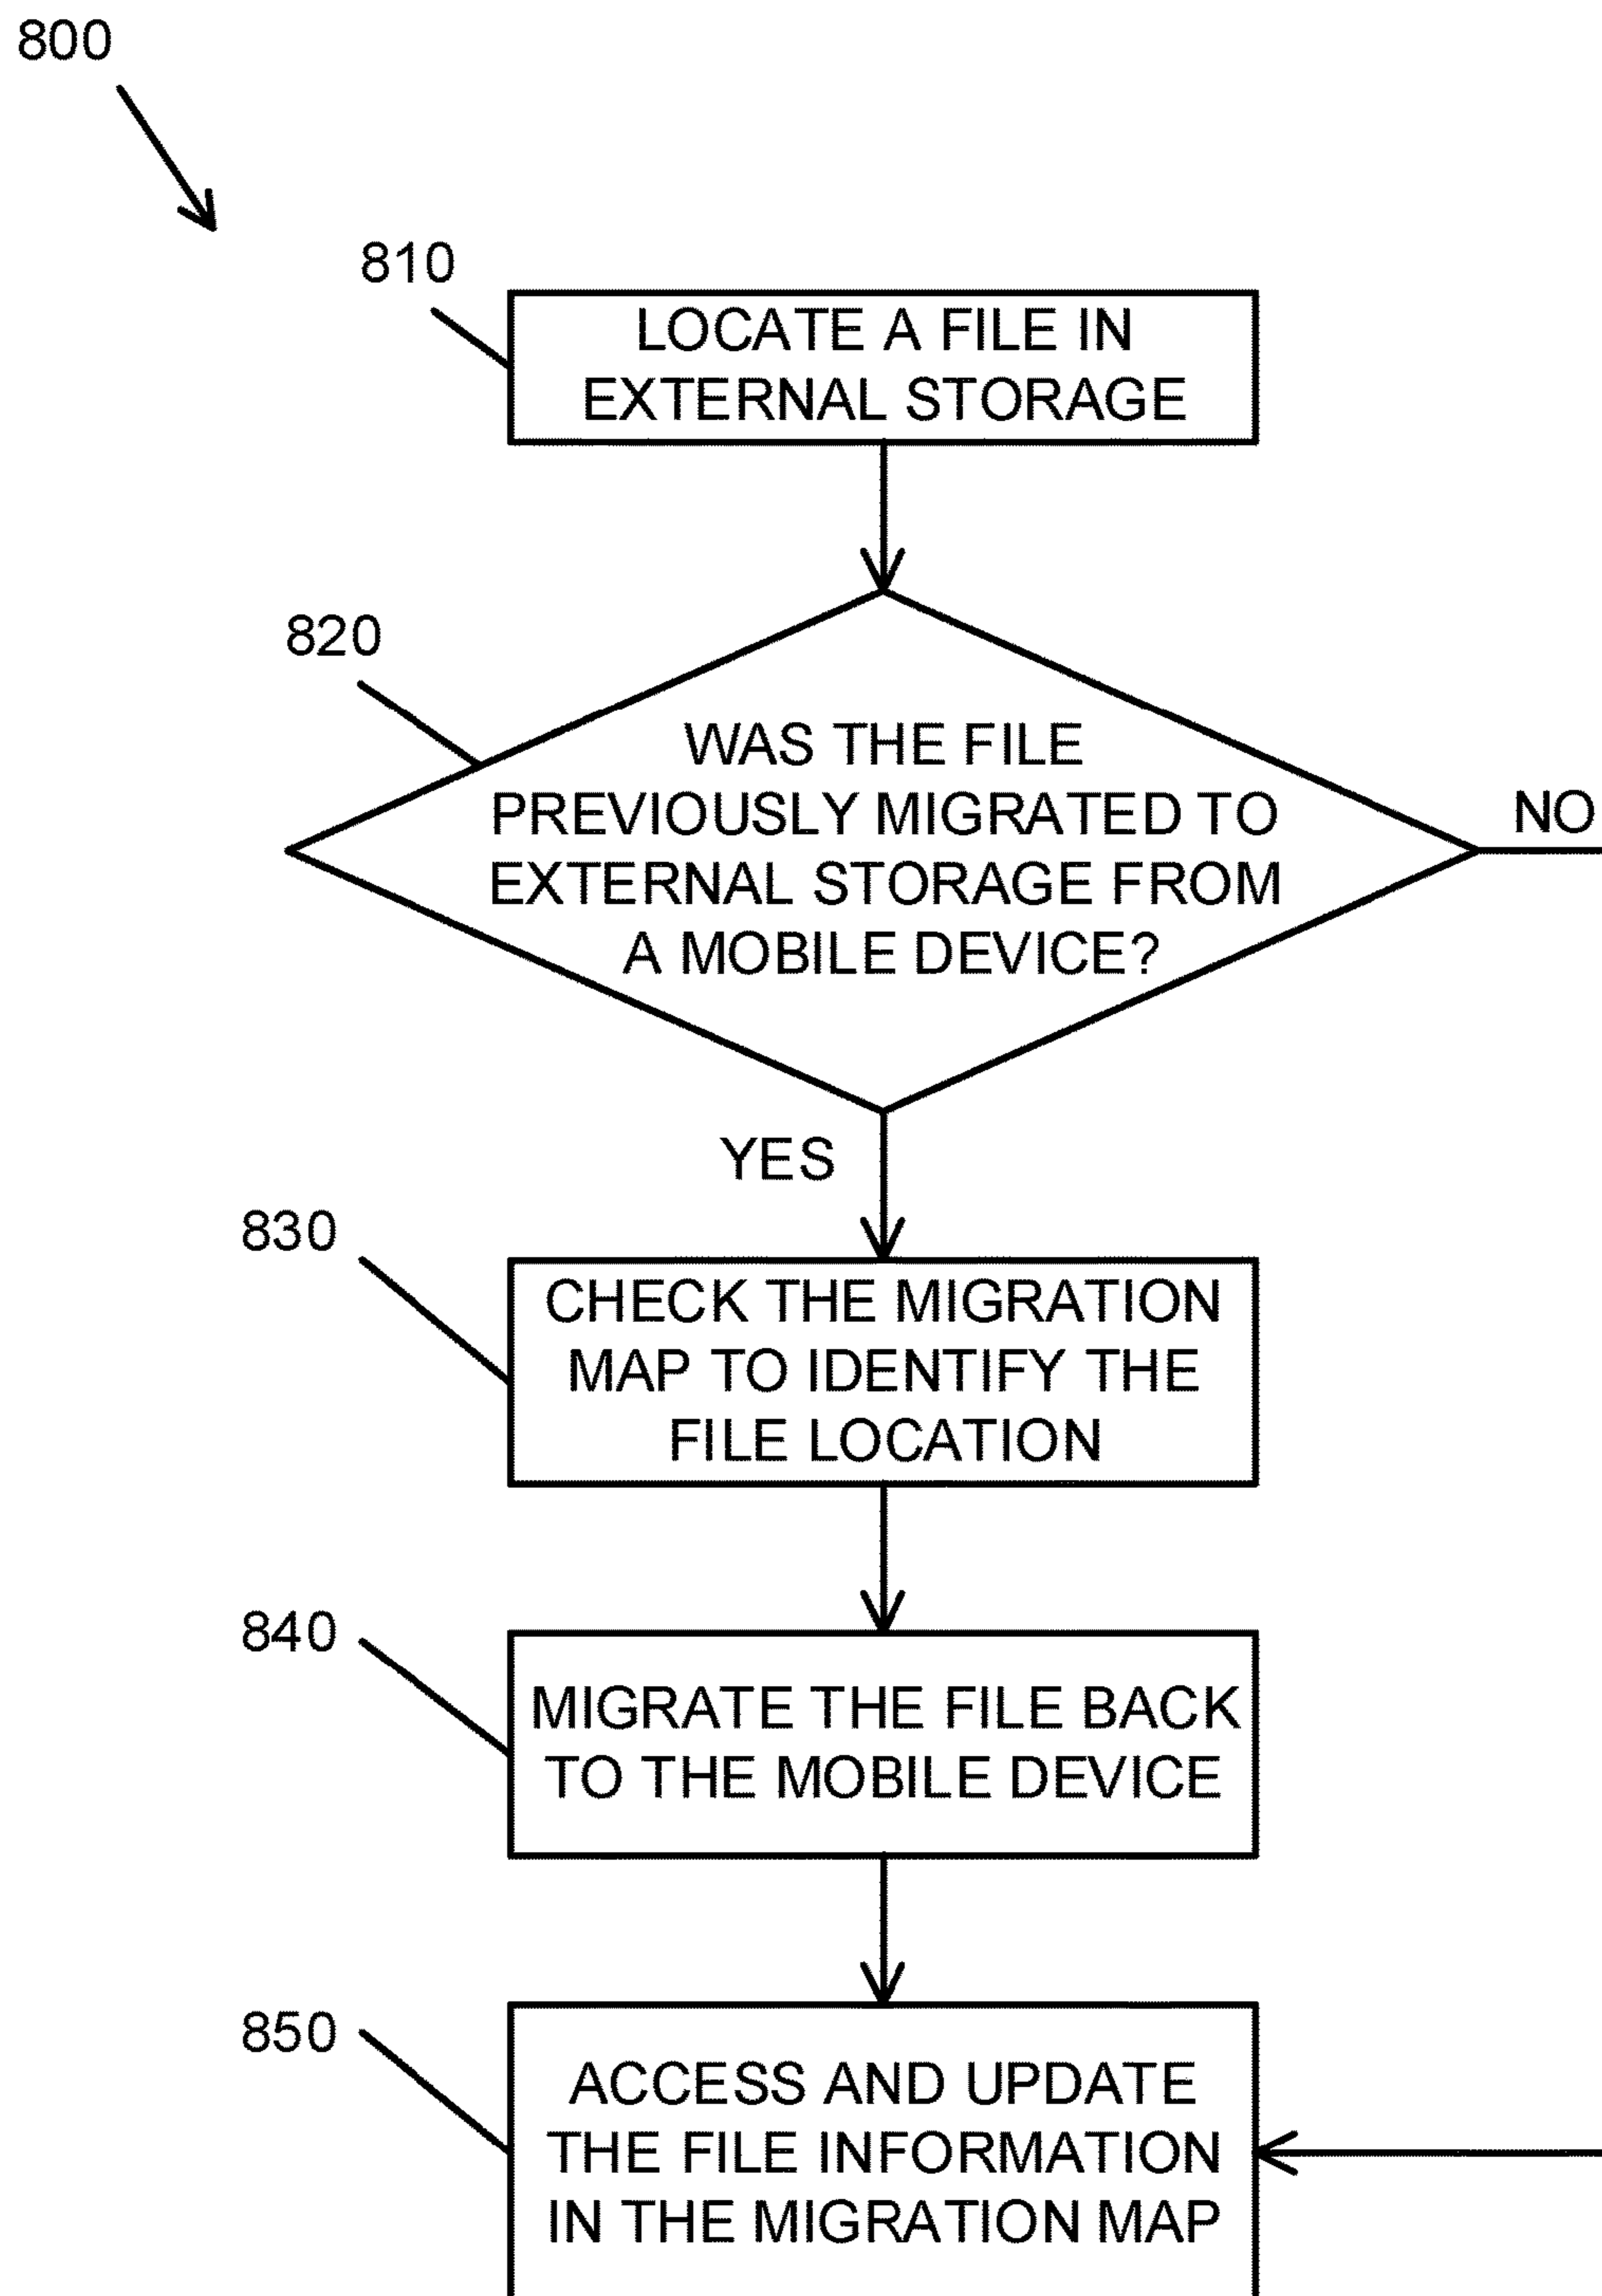 800
810
LOCATE A FILE IN
EXTERNAL STORAGE
820
WAS THE FILE
PREVIOUSLY MIGRATED TO
EXTERNAL STORAGE FROM
A MOBILE DEVICE?
NO
YES
830
CHECK THE MIGRATION
MAP TO IDENTIFY THE
FILE LOCATION
840
MIGRATE THE FILE BACK
TO THE MOBILE DEVICE
850
ACCESS AND UPDATE
THE FILE INFORMATION
IN THE MIGRATION MAP